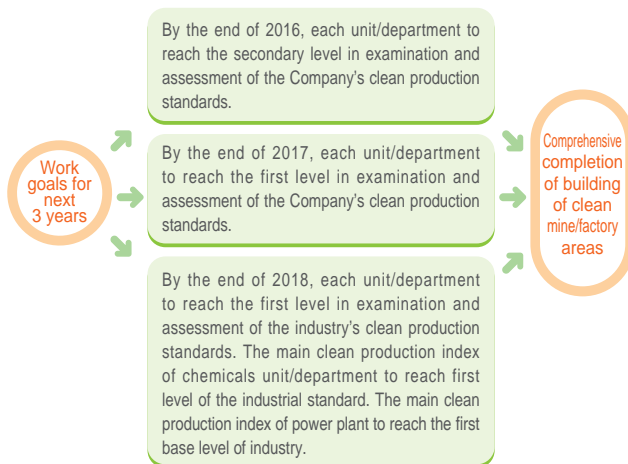 Work
goals for
next
3 years
By the end of 2016, each unit/department to
reach the secondary level in examination and
assessment of the Company's clean production
standards.
By the end of 2017, each unit/department
to reach the first level in examination and
assessment of the Company's clean production
standards.
By the end of 2018, each unit/department
to reach the first level in examination and
assessment of the industry's clean production
standards. The main clean production index
of chemicals unit/department to reach first
level of the industrial standard. The main clean
production index of power plant to reach the first
base level of industry.
Comprehensive
completion
of building
of clean
mine/factory
areas